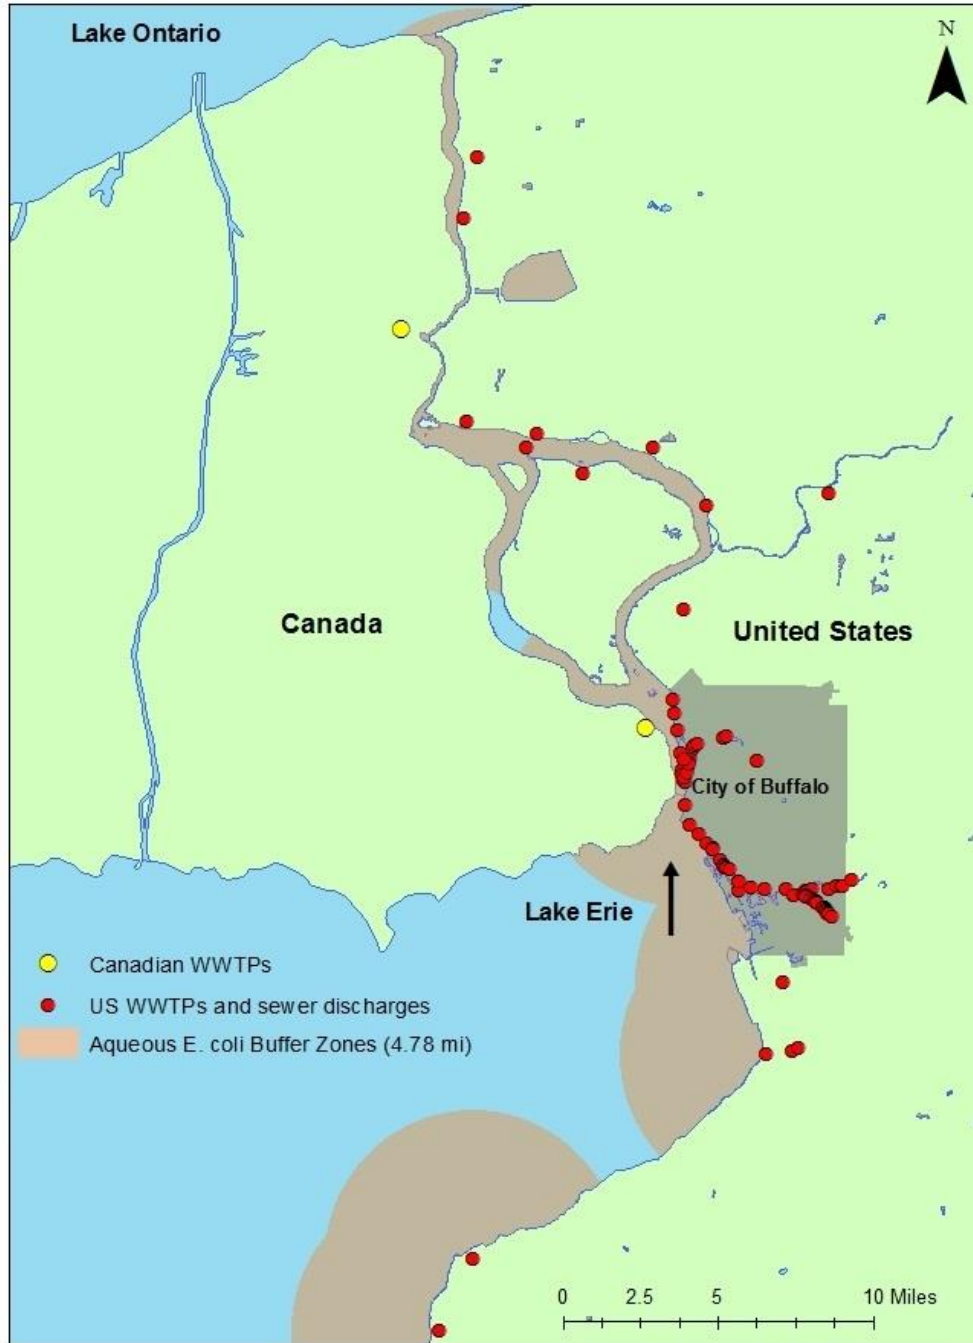 Lake Ontario
N
Canada
United States
City of Buffalo
Lake Erie
Canadian WWTPs
US WWTPs and sewer discharges
Aqueous E. coli Buffer Zones (4.78 mi)
0 2.5 5 10 Miles